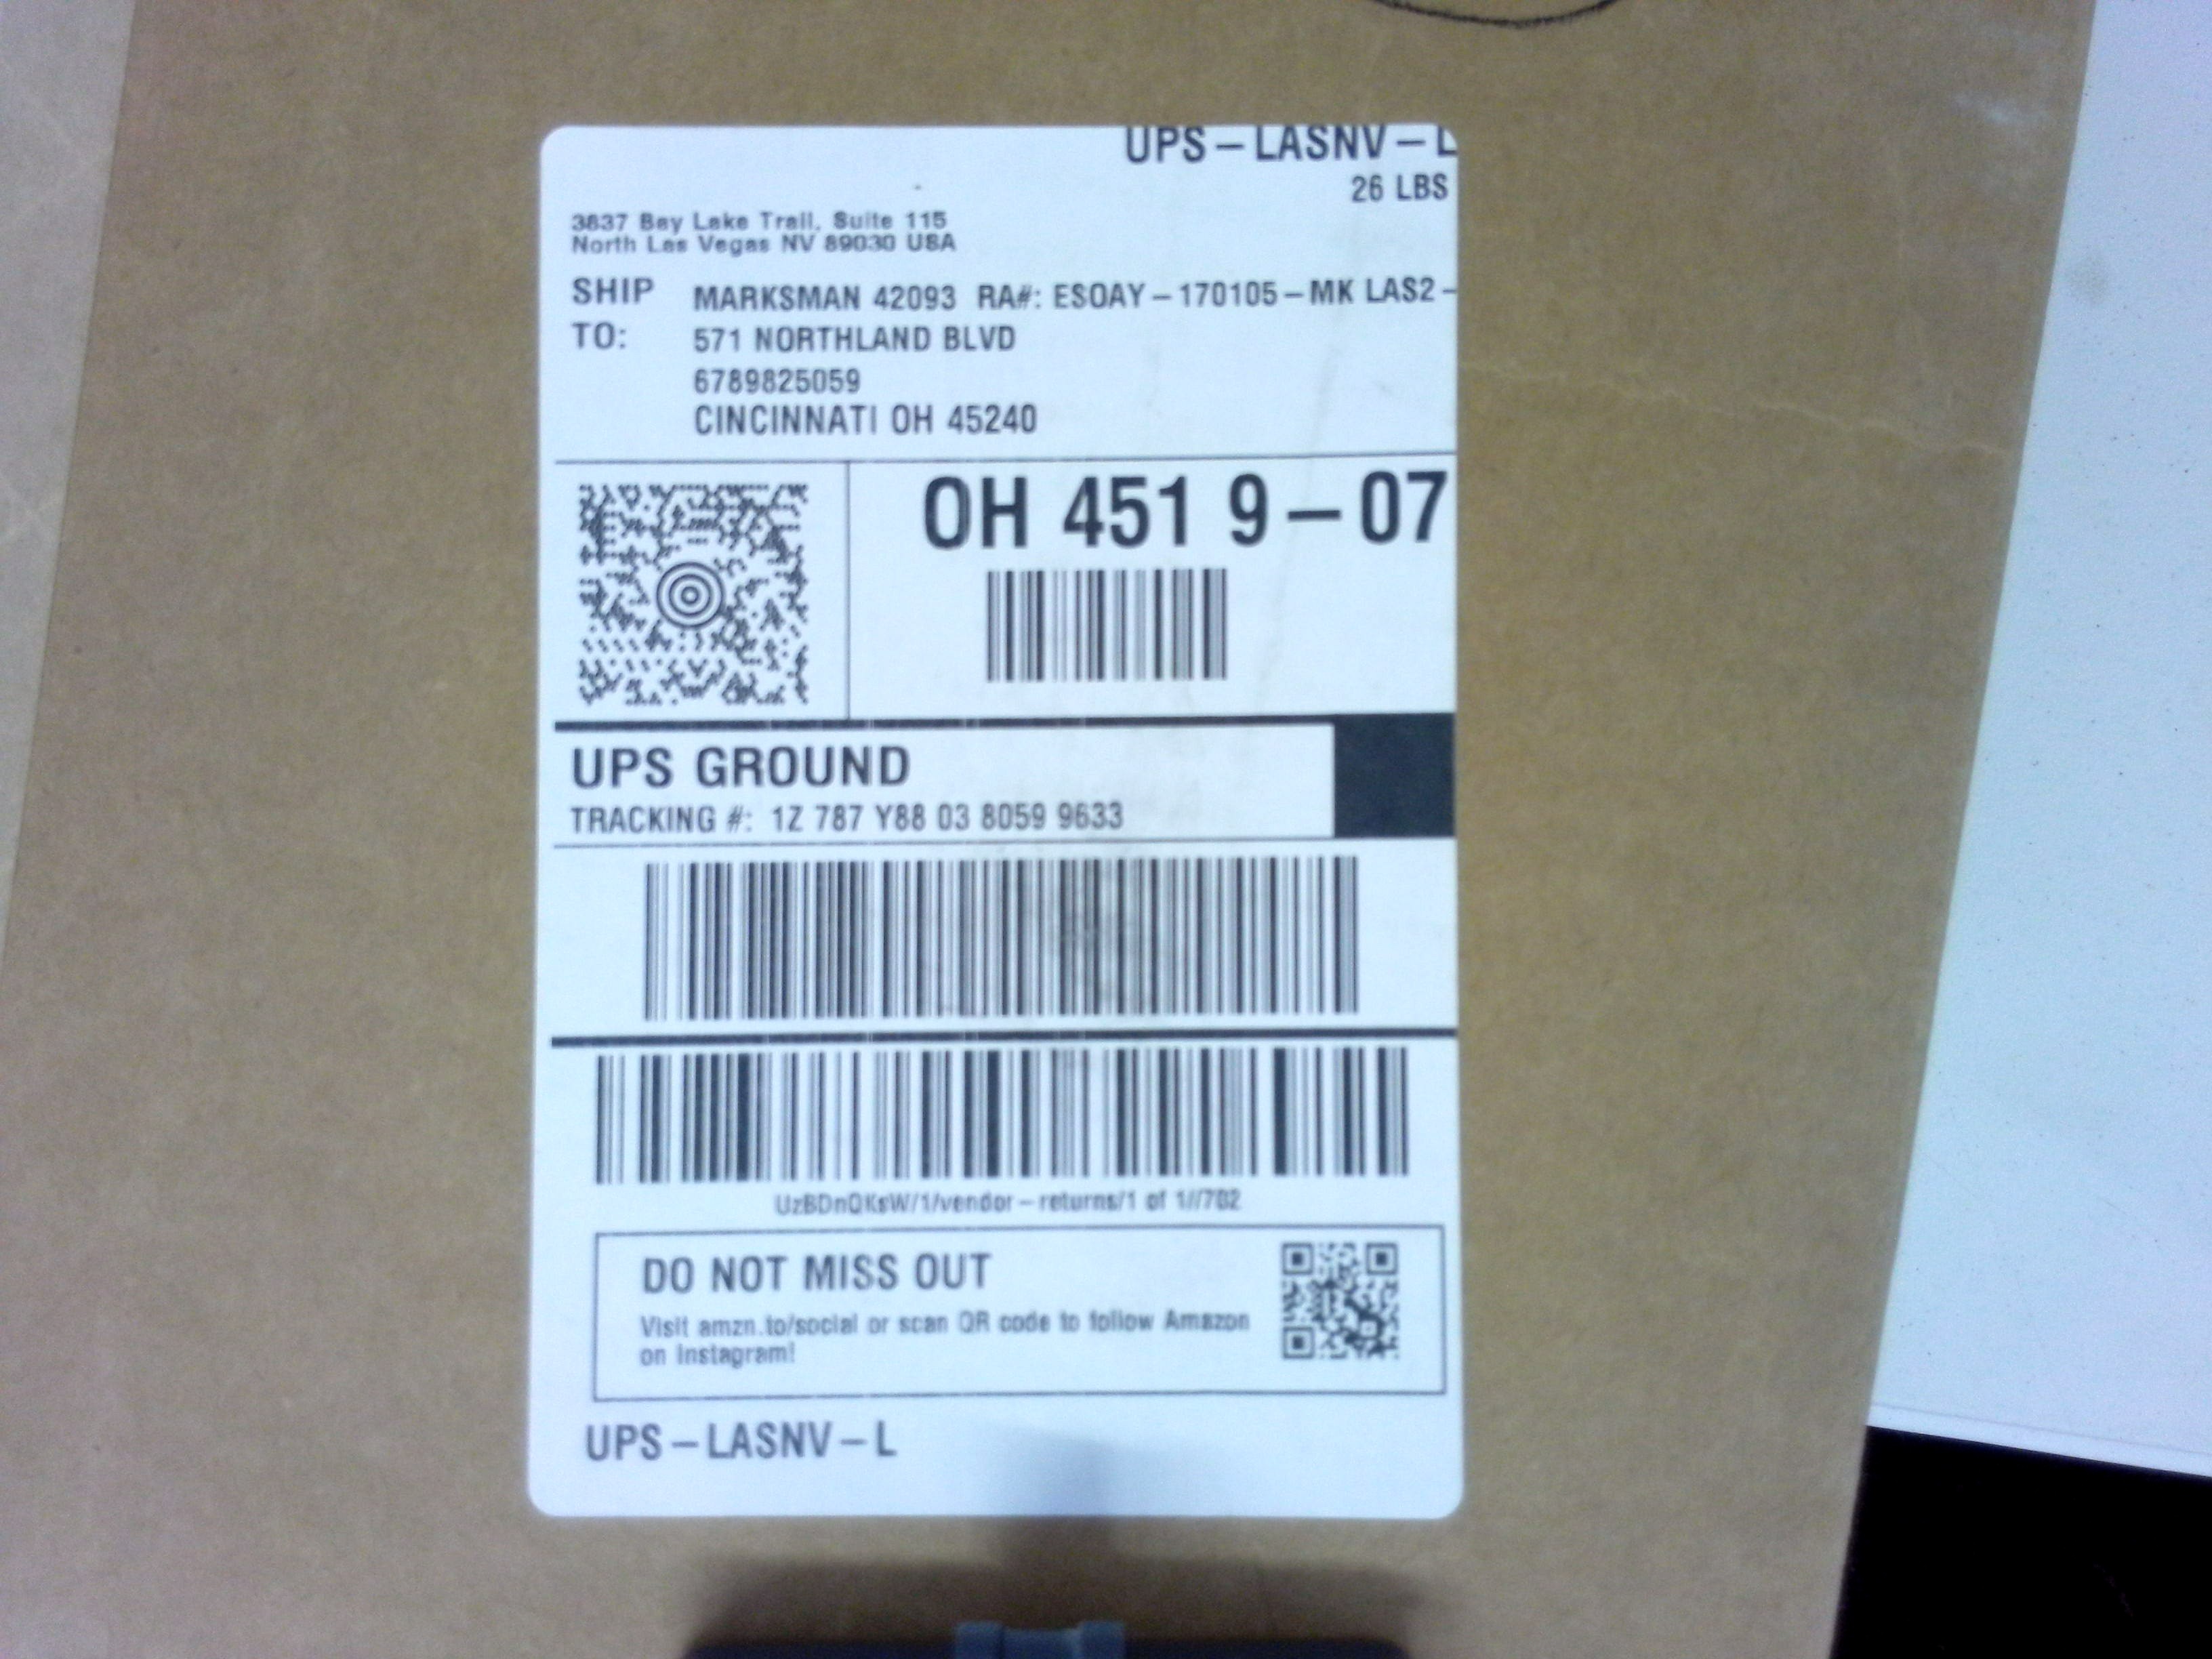 UPS – LASNV – L
26 LBS
3837 Bay Lake Trail, Suite 115
North Las Vegas NV 89030 USA
SHIP TO:
MARKSMAN 42093 RA#: ESOAY – 170105 – MK LAS2 –
571 NORTHLAND BLVD
6789825059
CINCINNATI OH 45240
OH 451 9 – 07
UPS GROUND
TRACKING #: 1Z 787 Y88 03 8059 9633
UzBDnQKsW/1/vendor – returns/1 of 1//702
DO NOT MISS OUT
Visit amzn.to/social or scan QR code to follow Amazon
on Instagram!
UPS – LASNV – L